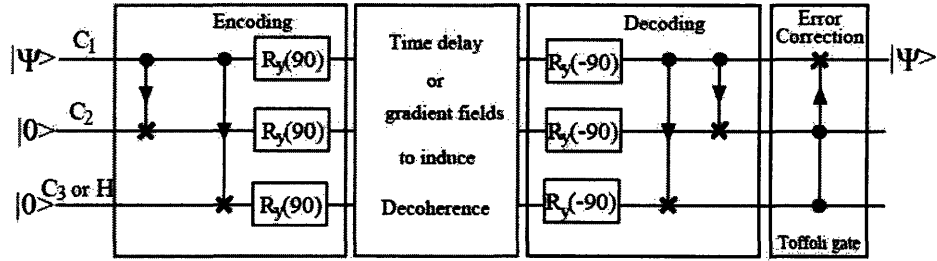 Encoding
Decoding
Error
Correction
|Ψ> C1
Ry(90)
Time delay
or
gradient fields
to induce
Decoherence
Ry(-90)
|Ψ>
|0> C2
Ry(90)
Ry(-90)
|0> C3 or H
Ry(90)
Ry(-90)
Toffoli gate